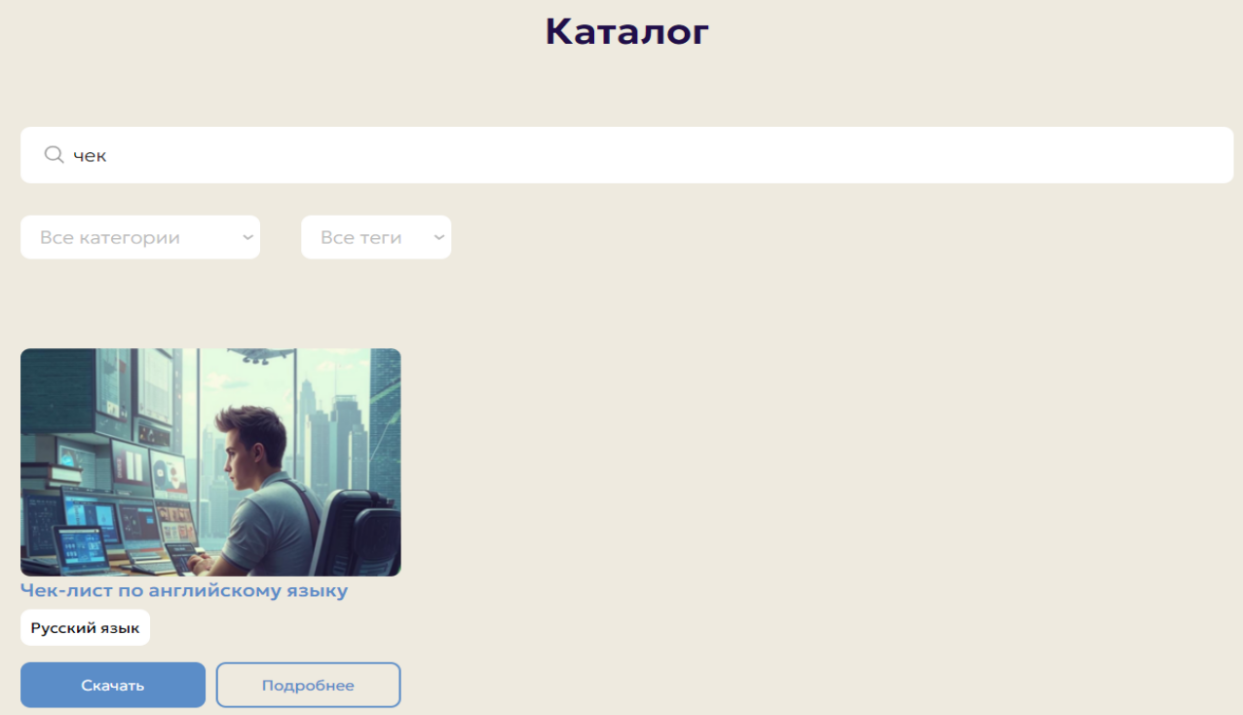 Каталог
чек
Все категории
Все теги
Чек-лист по английскому языку
Русский язык
Скачать
Подробнее